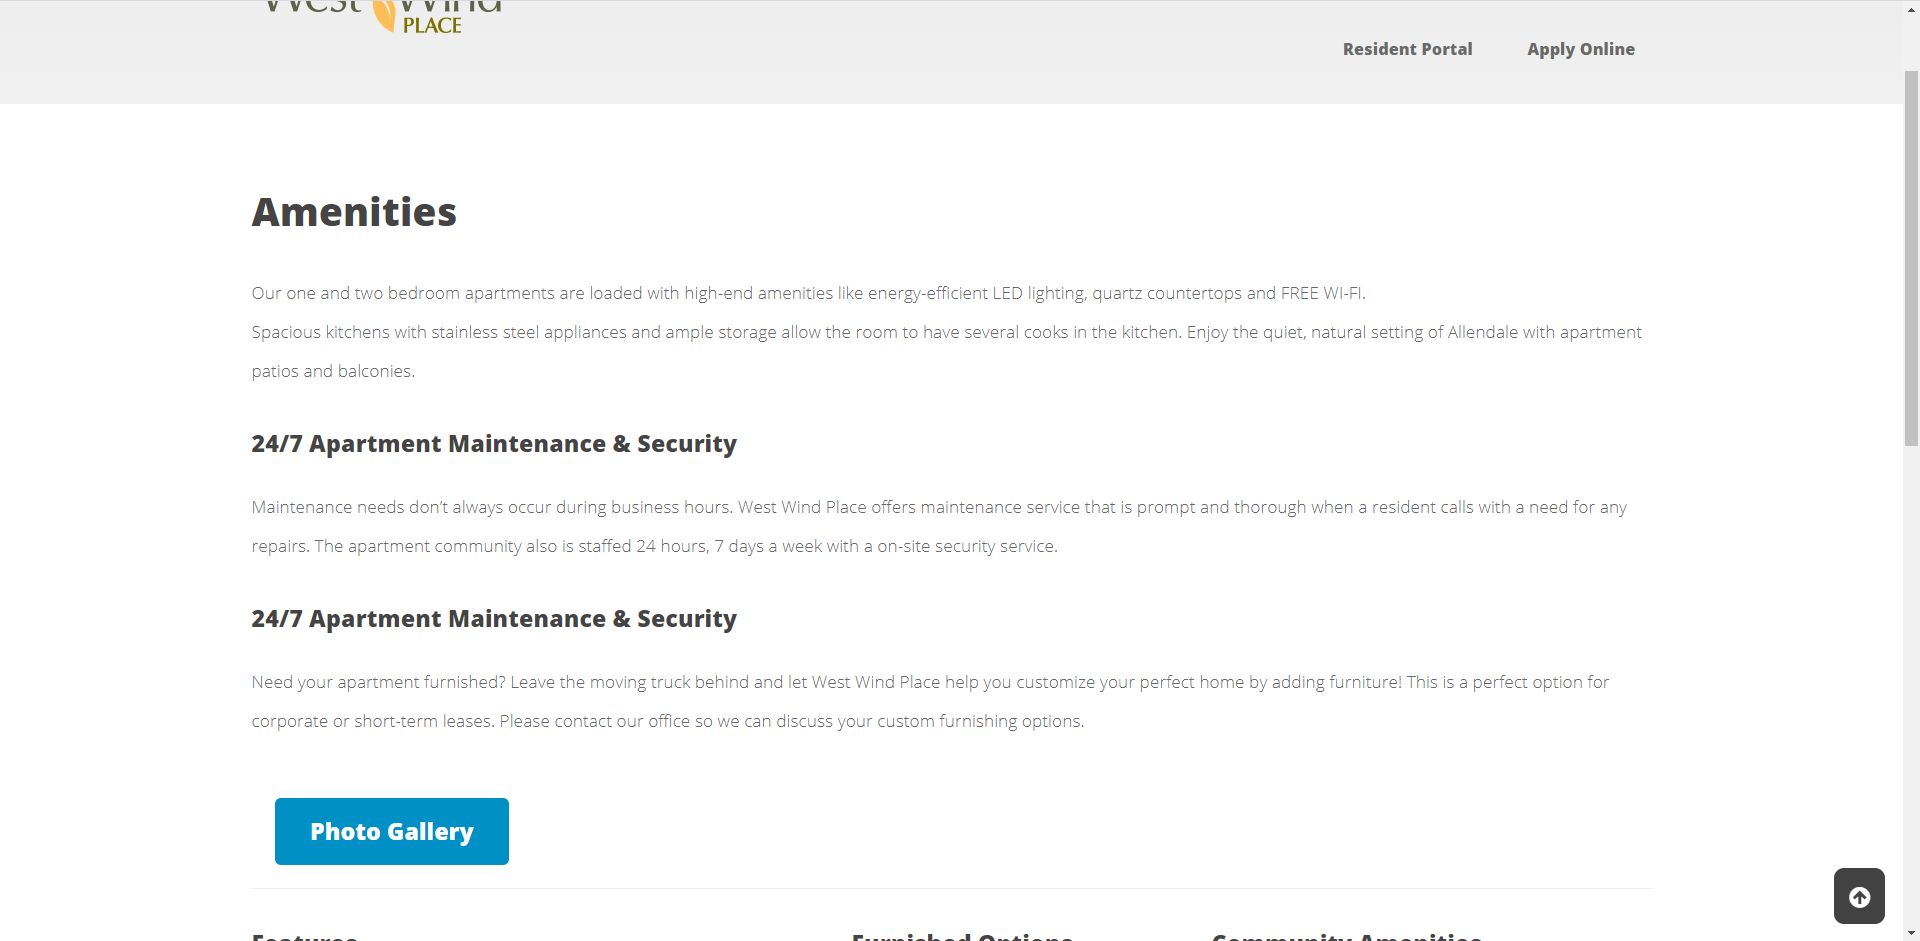 West Wind
PLACE
Resident Portal Apply Online
Amenities
Our one and two bedroom apartments are loaded with high-end amenities like energy-efficient LED lighting, quartz countertops and FREE WI-FI.
Spacious kitchens with stainless steel appliances and ample storage allow the room to have several cooks in the kitchen. Enjoy the quiet, natural setting of Allendale with apartment
patios and balconies.
24/7 Apartment Maintenance & Security
Maintenance needs don’t always occur during business hours. West Wind Place offers maintenance service that is prompt and thorough when a resident calls with a need for any
repairs. The apartment community also is staffed 24 hours, 7 days a week with a on-site security service.
24/7 Apartment Maintenance & Security
Need your apartment furnished? Leave the moving truck behind and let West Wind Place help you customize your perfect home by adding furniture! This is a perfect option for
corporate or short-term leases. Please contact our office so we can discuss your custom furnishing options.
Photo Gallery
Features Furnished Options Community Amenities